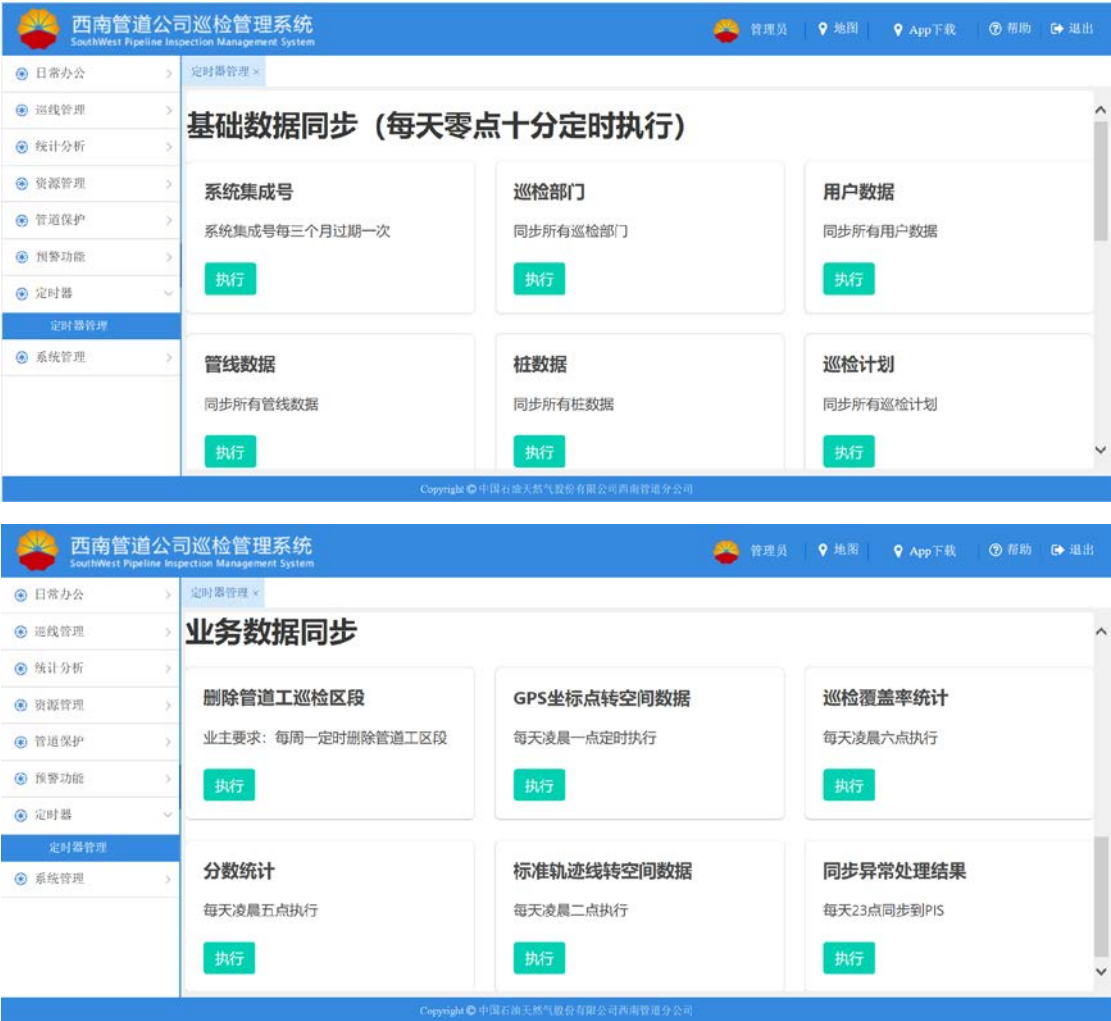 西南管道公司巡检管理系统
SouthWest Pipeline Inspection Management System
管理员 地图 App下载 帮助 退出
日常办公
巡线管理
统计分析
资源管理
管道保护
预警功能
定时器
定时器管理
系统管理
定时器管理 ×
基础数据同步（每天零点十分定时执行）
系统集成号
系统集成号每三个月过期一次
执行
巡检部门
同步所有巡检部门
执行
用户数据
同步所有用户数据
执行
管线数据
同步所有管线数据
执行
桩数据
同步所有桩数据
执行
巡检计划
同步所有巡检计划
执行
Copyright © 中国石油天然气股份有限公司西南管道分公司
西南管道公司巡检管理系统
SouthWest Pipeline Inspection Management System
管理员 地图 App下载 帮助 退出
日常办公
巡线管理
统计分析
资源管理
管道保护
预警功能
定时器
定时器管理
系统管理
定时器管理 ×
业务数据同步
删除管道工巡检区段
业主要求：每周一定时删除管道工区段
执行
GPS坐标点转空间数据
每天凌晨一点定时执行
执行
巡检覆盖率统计
每天凌晨六点执行
执行
分数统计
每天凌晨五点执行
执行
标准轨迹线转空间数据
每天凌晨二点执行
执行
同步异常处理结果
每天23点同步到PIS
执行
Copyright © 中国石油天然气股份有限公司西南管道分公司